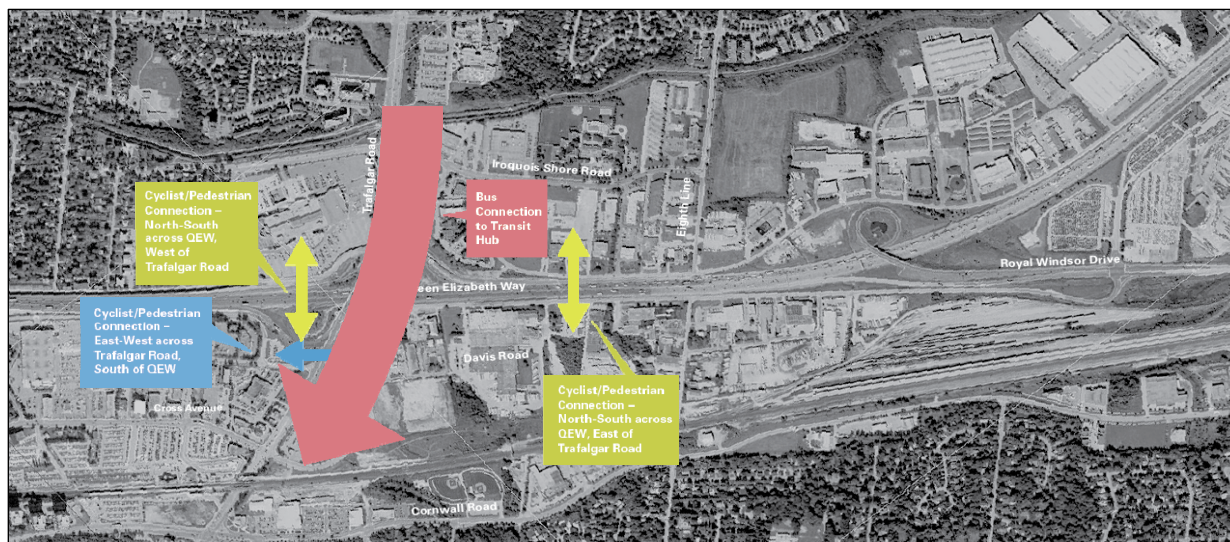 Trafalgar Road
Iroquois Shore Road
Eighth Line
Cyclist/Pedestrian
Connection –
North-South
across QEW,
West of
Trafalgar Road
Bus
Connection
to Transit
Hub
Royal Windsor Drive
een Elizabeth Way
Cyclist/Pedestrian
Connection –
East-West across
Trafalgar Road,
South of QEW
Davis Road
Cross Avenue
Cyclist/Pedestrian
Connection –
North-South across
QEW, East of
Trafalgar Road
Cornwall Road